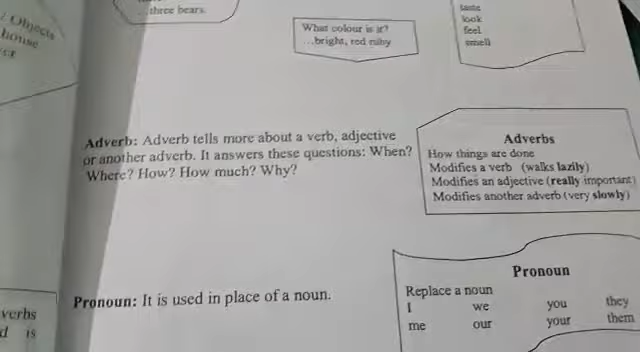 three bears.
Objects
house
What colour is it?
...bright, red ruby
taste
look
feel
smell
Adverb: Adverb tells more about a verb, adjective
or another adverb. It answers these questions: When?
Where? How? How much? Why?
Adverbs
How things are done
Modifies a verb (walks lazily)
Modifies an adjective (really important)
Modifies another adverb (very slowly)
Pronoun: It is used in place of a noun.
Pronoun
Replace a noun
I we you they
me our your them
verbs
is